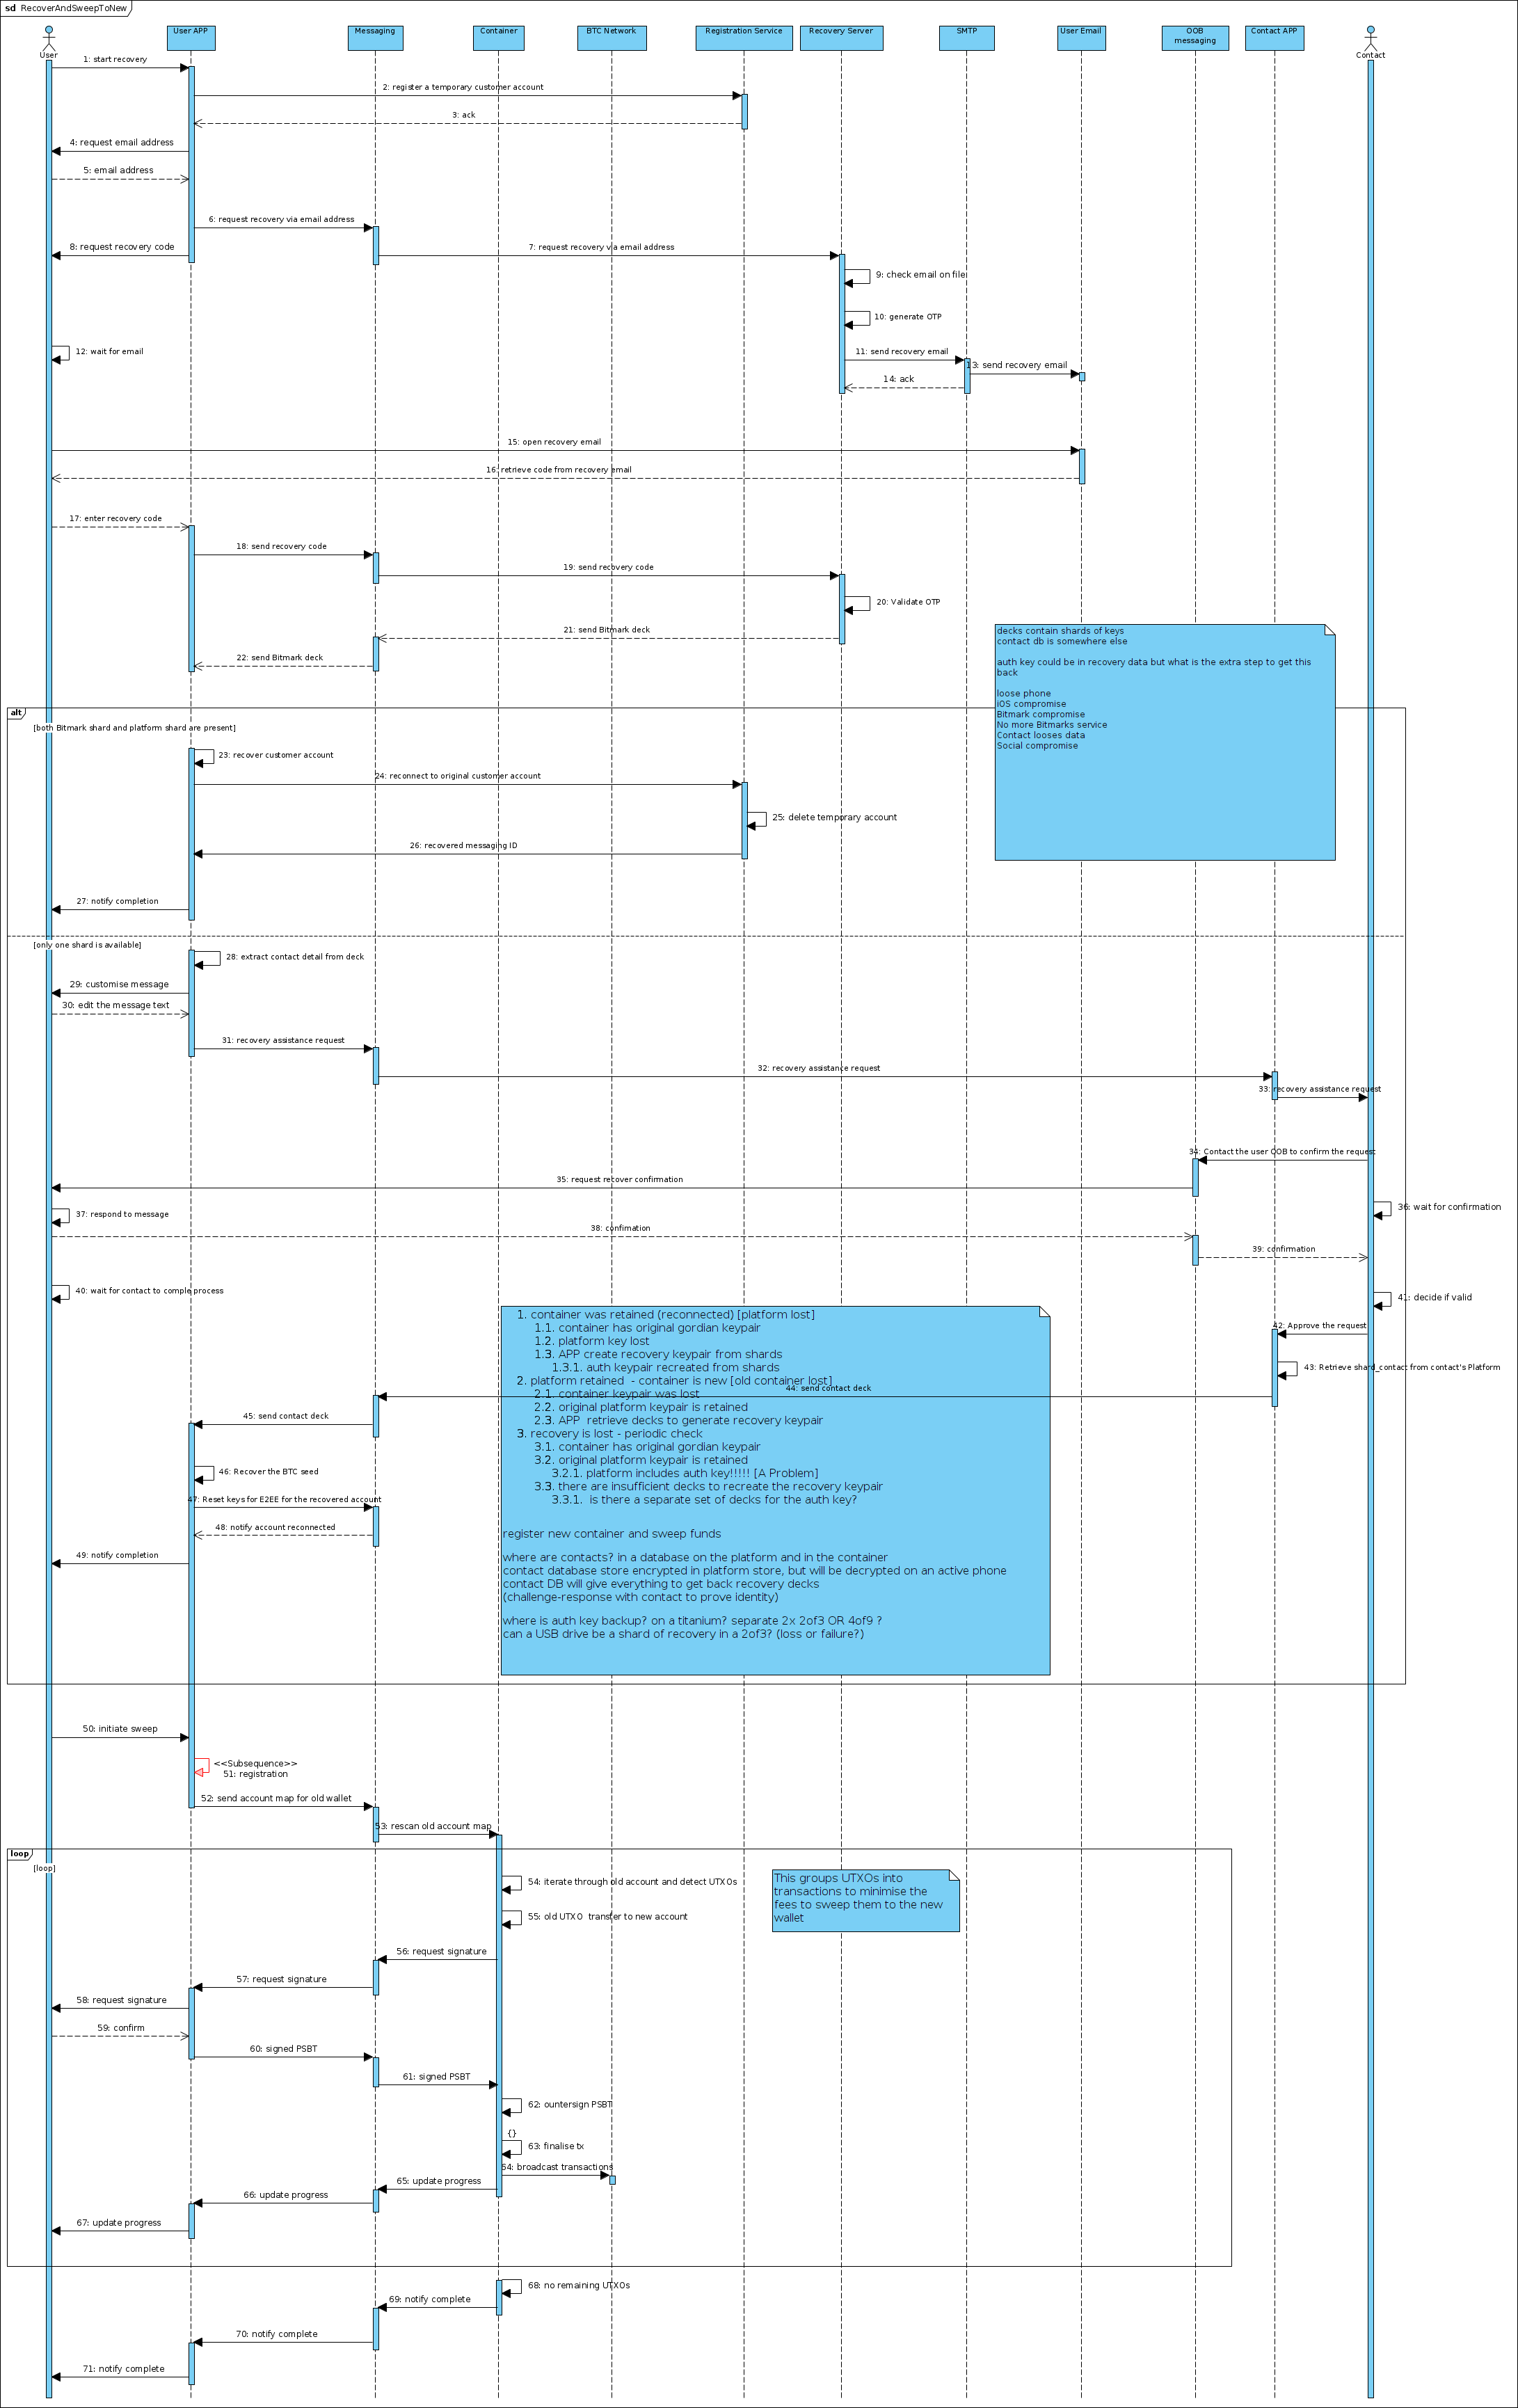 sd RecoverAndSweepToNew
User
User APP
Messaging
Container
BTC Network
Registration Service
Recovery Server
SMTP
User Email
OOB
messaging
Contact APP
Contact
1: start recovery
2: register a temporary customer account
3: ack
4: request email address
5: email address
6: request recovery via email address
8: request recovery code
7: request recovery via email address
9: check email on file
10: generate OTP
12: wait for email
11: send recovery email
13: send recovery email
14: ack
15: open recovery email
16: retrieve code from recovery email
17: enter recovery code
18: send recovery code
19: send recovery code
20: Validate OTP
21: send Bitmark deck
22: send Bitmark deck
decks contain shards of keys
contact db is somewhere else
auth key could be in recovery data but what is the extra step to get this
back
loose phone
iOS compromise
Bitmark compromise
No more Bitmarks service
Contact looses data
Social compromise
alt
[both Bitmark shard and platform shard are present]
23: recover customer account
24: reconnect to original customer account
25: delete temporary account
26: recovered messaging ID
27: notify completion
[only one shard is available]
28: extract contact detail from deck
29: customise message
30: edit the message text
31: recovery assistance request
32: recovery assistance request
33: recovery assistance request
34: Contact the user OOB to confirm the request
35: request recover confirmation
36: wait for confirmation
37: respond to message
38: confimation
39: confirmation
40: wait for contact to comple process
41: decide if valid
42: Approve the request
43: Retrieve shard_contact from contact's Platform
44: send contact deck
45: send contact deck
46: Recover the BTC seed
47: Reset keys for E2EE for the recovered account
48: notify account reconnected
49: notify completion
1. container was retained (reconnected) [platform lost]
1.1. container has original gordian keypair
1.2. platform key lost
1.3. APP create recovery keypair from shards
1.3.1. auth keypair recreated from shards
2. platform retained - container is new [old container lost]
2.1. container keypair was lost
2.2. original platform keypair is retained
2.3. APP retrieve decks to generate recovery keypair
3. recovery is lost - periodic check
3.1. container has original gordian keypair
3.2. original platform keypair is retained
3.2.1. platform includes auth key!!!!! [A Problem]
3.3. there are insufficient decks to recreate the recovery keypair
3.3.1. is there a separate set of decks for the auth key?
register new container and sweep funds
where are contacts? in a database on the platform and in the container
contact database store encrypted in platform store, but will be decrypted on an active phone
contact DB will give everything to get back recovery decks
(challenge-response with contact to prove identity)
where is auth key backup? on a titanium? separate 2x 2of3 OR 4of9 ?
can a USB drive be a shard of recovery in a 2of3? (loss or failure?)
50: initiate sweep
<<Subsequence>>
51: registration
52: send account map for old wallet
53: rescan old account map
loop
[loop]
54: iterate through old account and detect UTXOs
55: old UTXO transfer to new account
This groups UTXOs into
transactions to minimise the
fees to sweep them to the new
wallet
56: request signature
57: request signature
58: request signature
59: confirm
60: signed PSBT
61: signed PSBT
62: ountersign PSBT
{}
63: finalise tx
64: broadcast transactions
65: update progress
66: update progress
67: update progress
68: no remaining UTXOs
69: notify complete
70: notify complete
71: notify complete